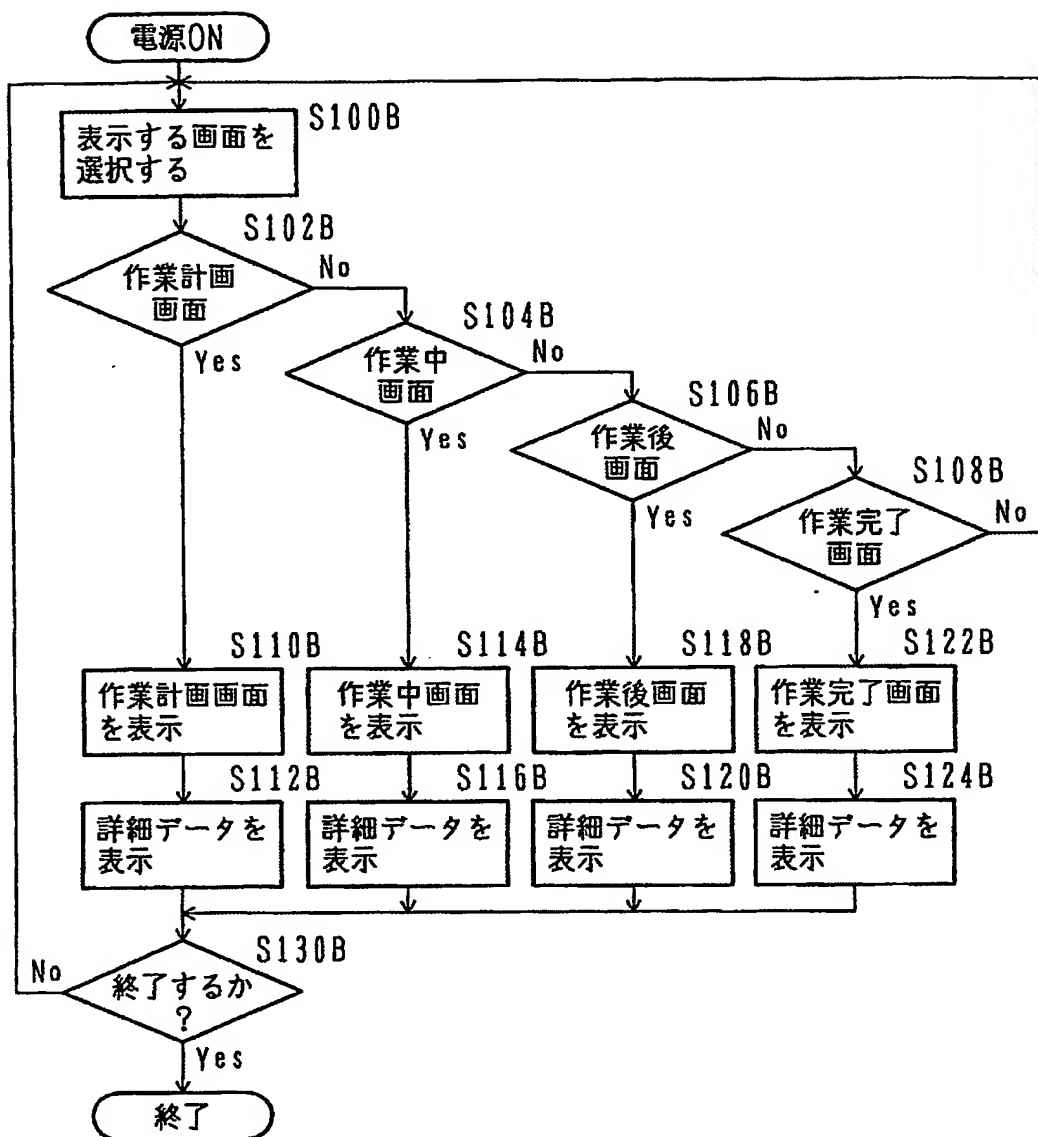 電源ON
S100B
表示する画面を
選択する
S102B
作業計画
画面
No
Yes
S104B
作業中
画面
No
Yes
S106B
作業後
画面
No
Yes
S108B
作業完了
画面
No
Yes
S110B
作業計画画面
を表示
S114B
作業中画面
を表示
S118B
作業後画面
を表示
S122B
作業完了画面
を表示
S112B
詳細データを
表示
S116B
詳細データを
表示
S120B
詳細データを
表示
S124B
詳細データを
表示
S130B
終了するか
?
No
Yes
終了